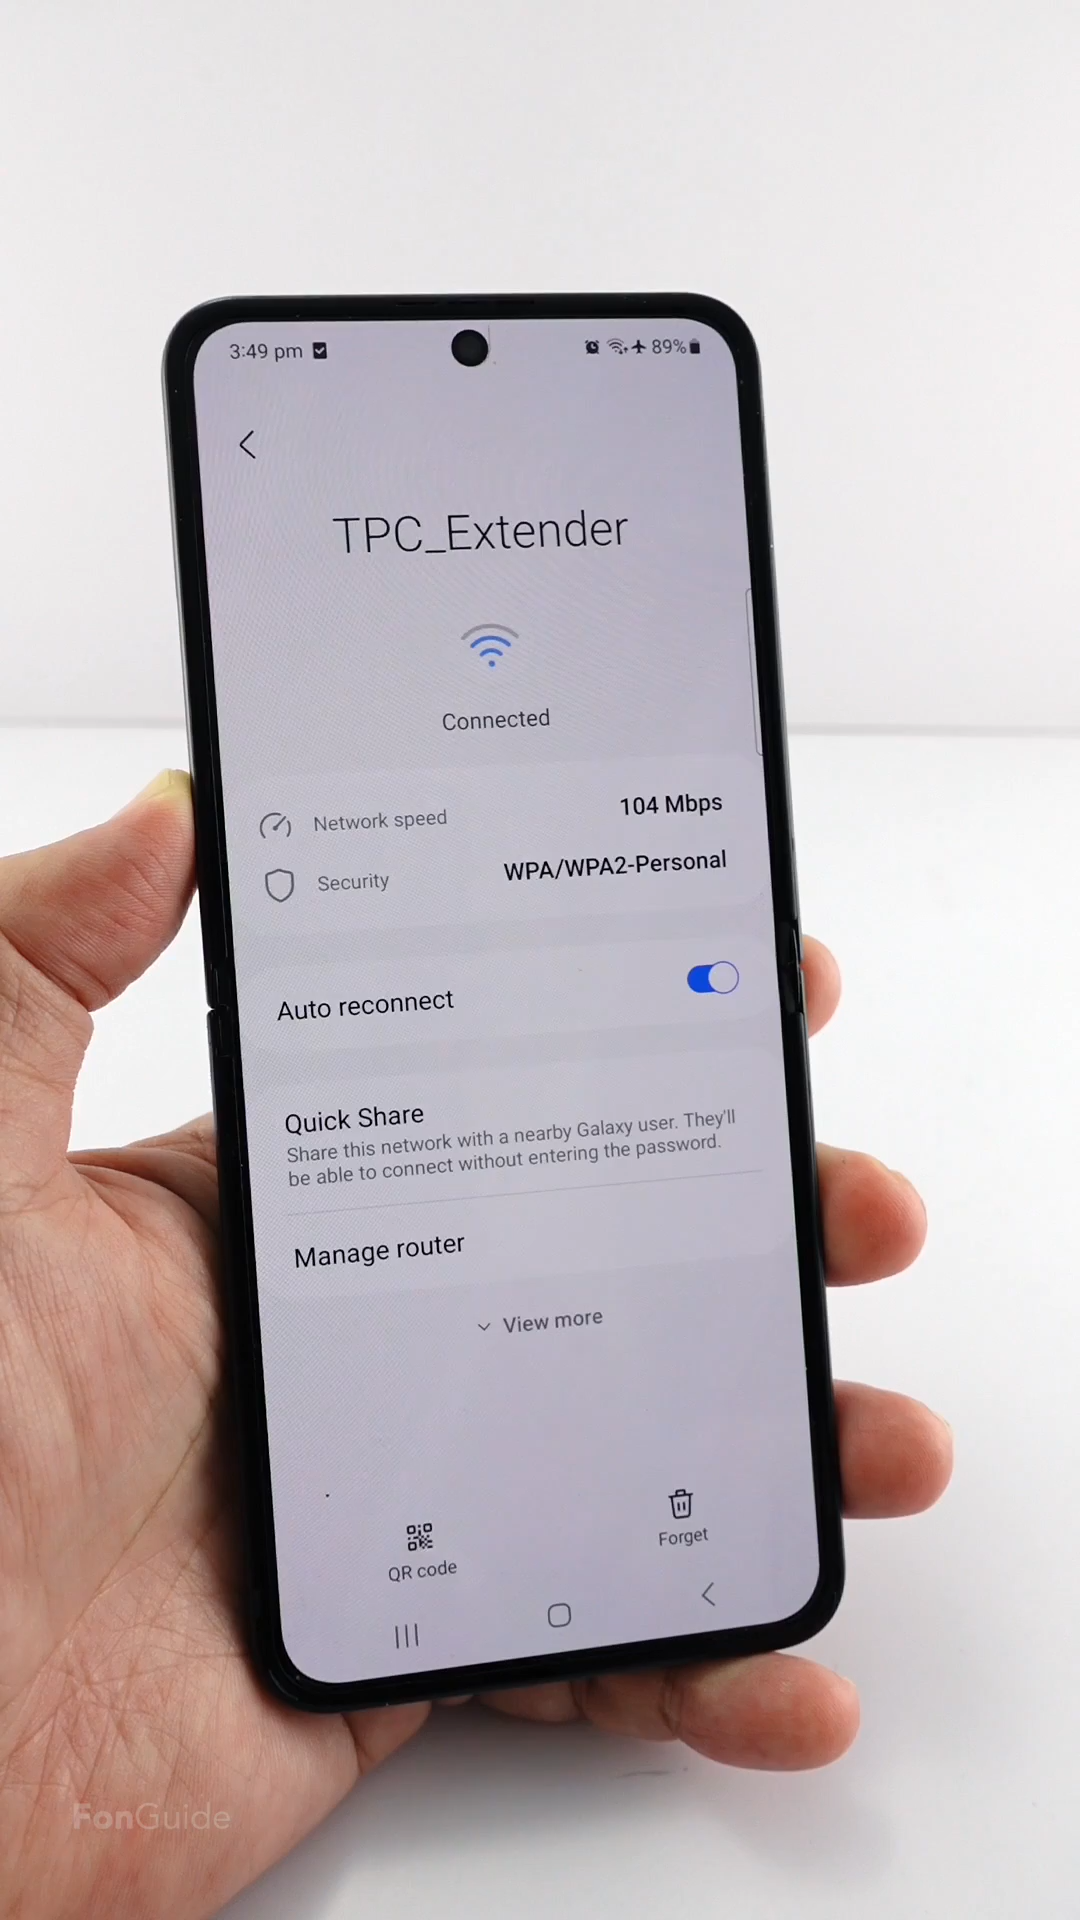 3:49 pm
89%
TPC_Extender
Connected
Network speed
104 Mbps
Security
WPA/WPA2-Personal
Auto reconnect
Quick Share
Share this network with a nearby Galaxy user. They'll
be able to connect without entering the password.
Manage router
View more
QR code
Forget
FonGuide